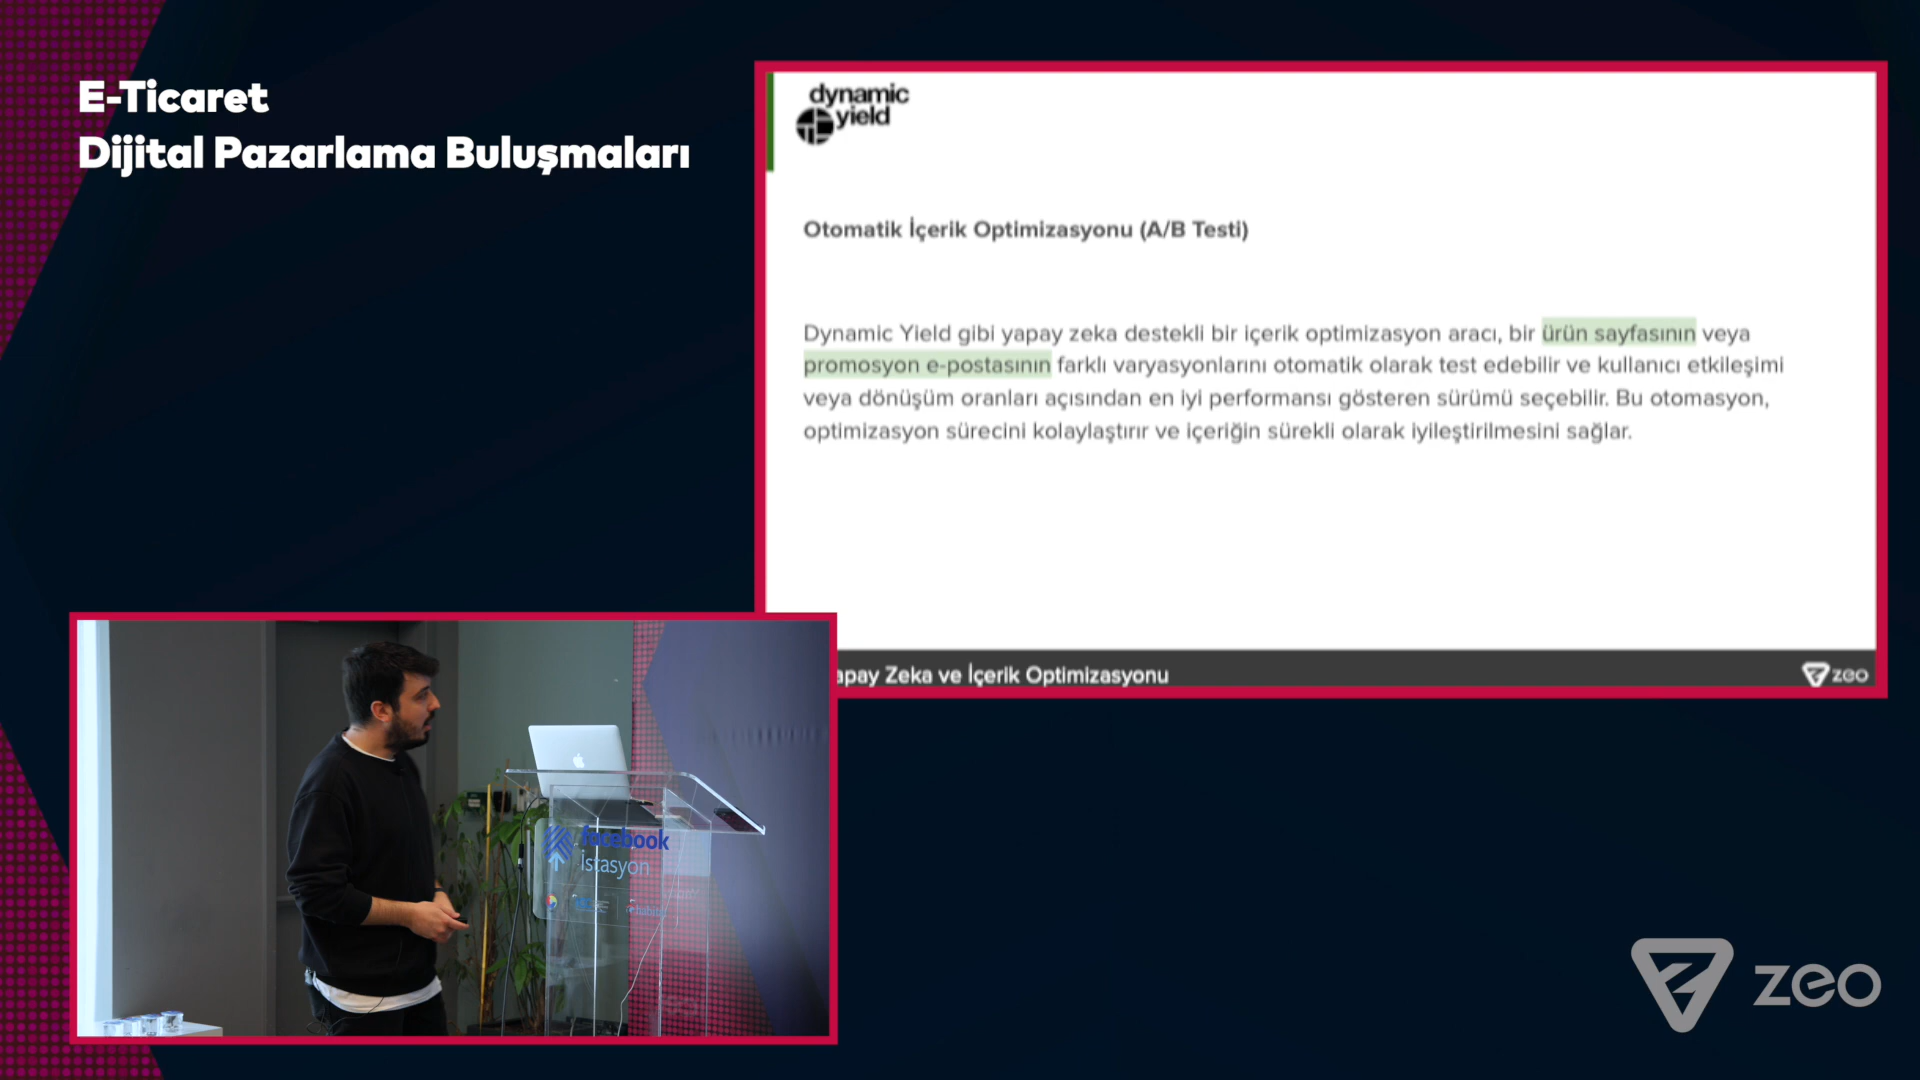 E-Ticaret
Dijital Pazarlama Buluşmaları
dynamic
yield
Otomatik İçerik Optimizasyonu (A/B Testi)
Dynamic Yield gibi yapay zeka destekli bir içerik optimizasyon aracı, bir ürün sayfasının veya
promosyon e-postasının farklı varyasyonlarını otomatik olarak test edebilir ve kullanıcı etkileşimi
veya dönüşüm oranları açısından en iyi performansı gösteren sürümü seçebilir. Bu otomasyon,
optimizasyon sürecini kolaylaştırır ve içeriğin sürekli olarak iyileştirilmesini sağlar.
apay Zeka ve İçerik Optimizasyonu
zeo
facebook
istasyon
habitat
zeo